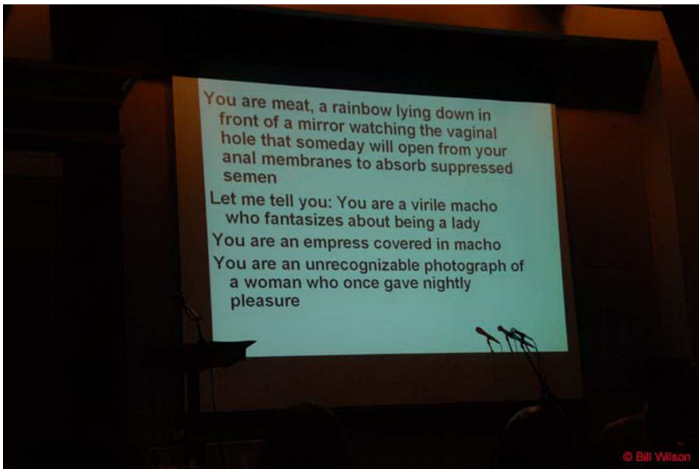 You are meat, a rainbow lying down in
front of a mirror watching the vaginal
hole that someday will open from your
anal membranes to absorb suppressed
semen
Let me tell you: You are a virile macho
who fantasizes about being a lady
You are an empress covered in macho
You are an unrecognizable photograph of
a woman who once gave nightly
pleasure
© Bill Wilson